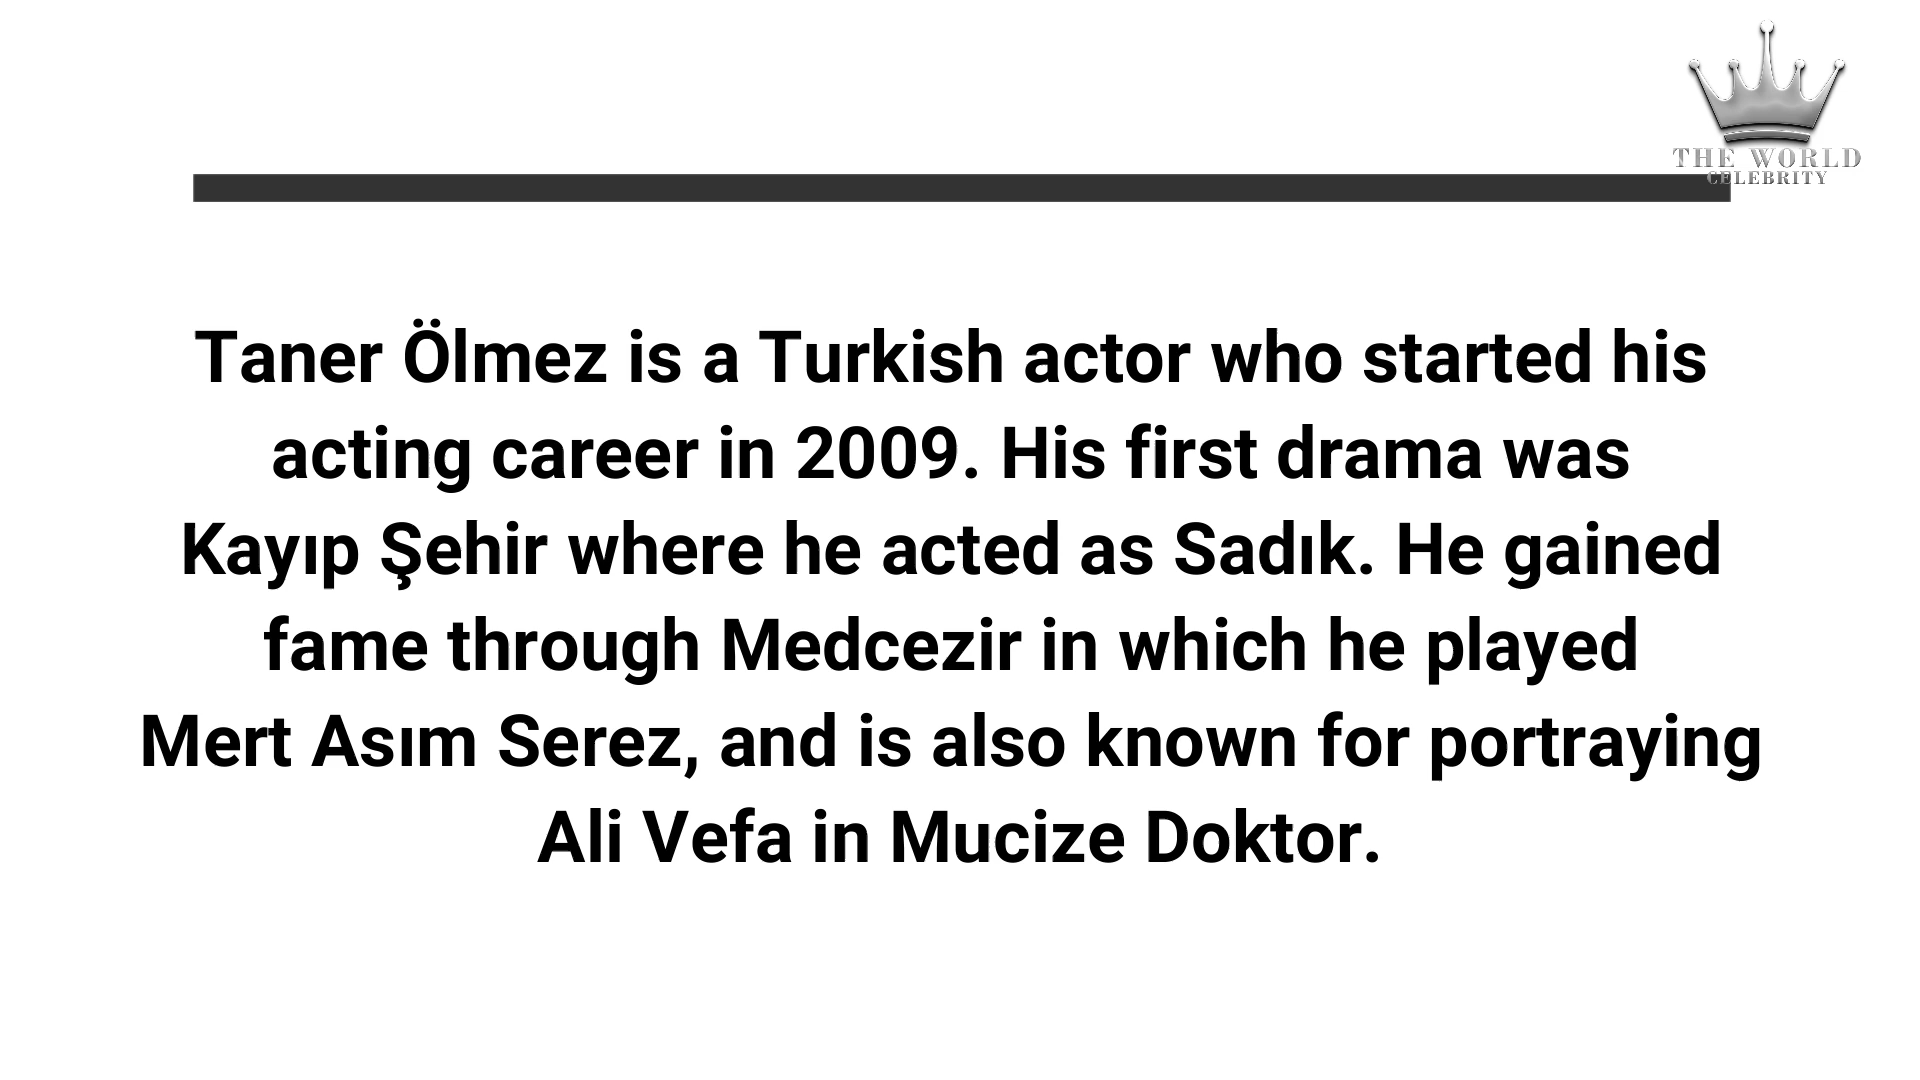 THE WORLD
CELEBRITY
Taner Ölmez is a Turkish actor who started his
acting career in 2009. His first drama was
Kayıp Şehir where he acted as Sadık. He gained
fame through Medcezir in which he played
Mert Asım Serez, and is also known for portraying
Ali Vefa in Mucize Doktor.